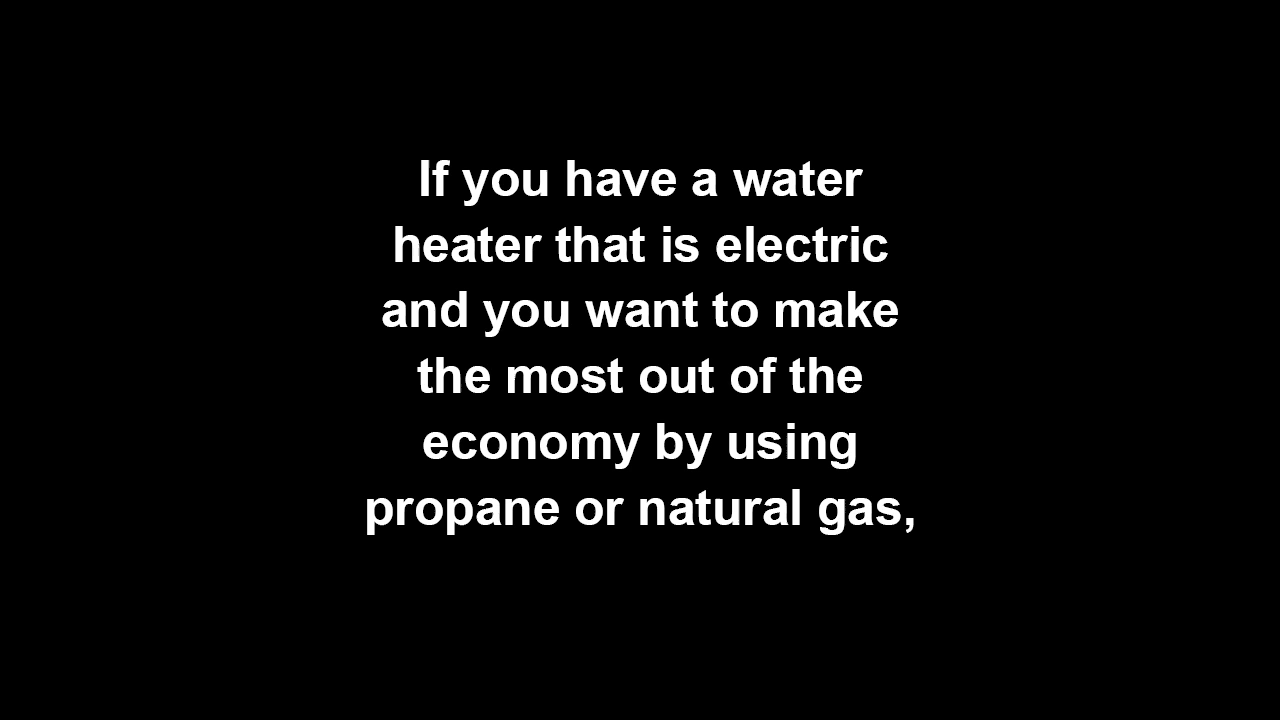 If you have a water
heater that is electric
and you want to make
the most out of the
economy by using
propane or natural gas,